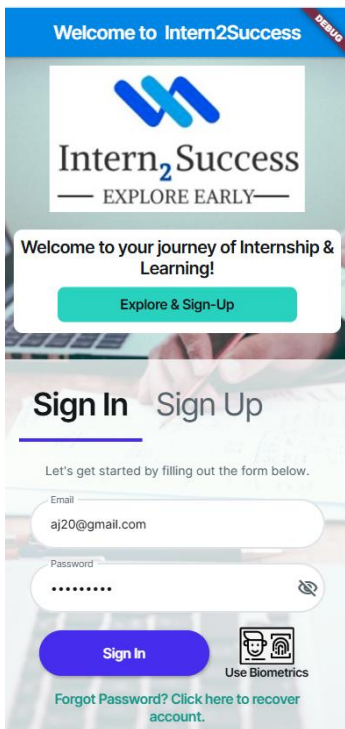 Welcome to Intern2Success
DEBUG
Intern2Success
EXPLORE EARLY
Welcome to your journey of Internship &
Learning!
Explore & Sign-Up
Sign In Sign Up
Let's get started by filling out the form below.
Email
aj20@gmail.com
Password
•••••••••
Sign In
Use Biometrics
Forgot Password? Click here to recover
account.